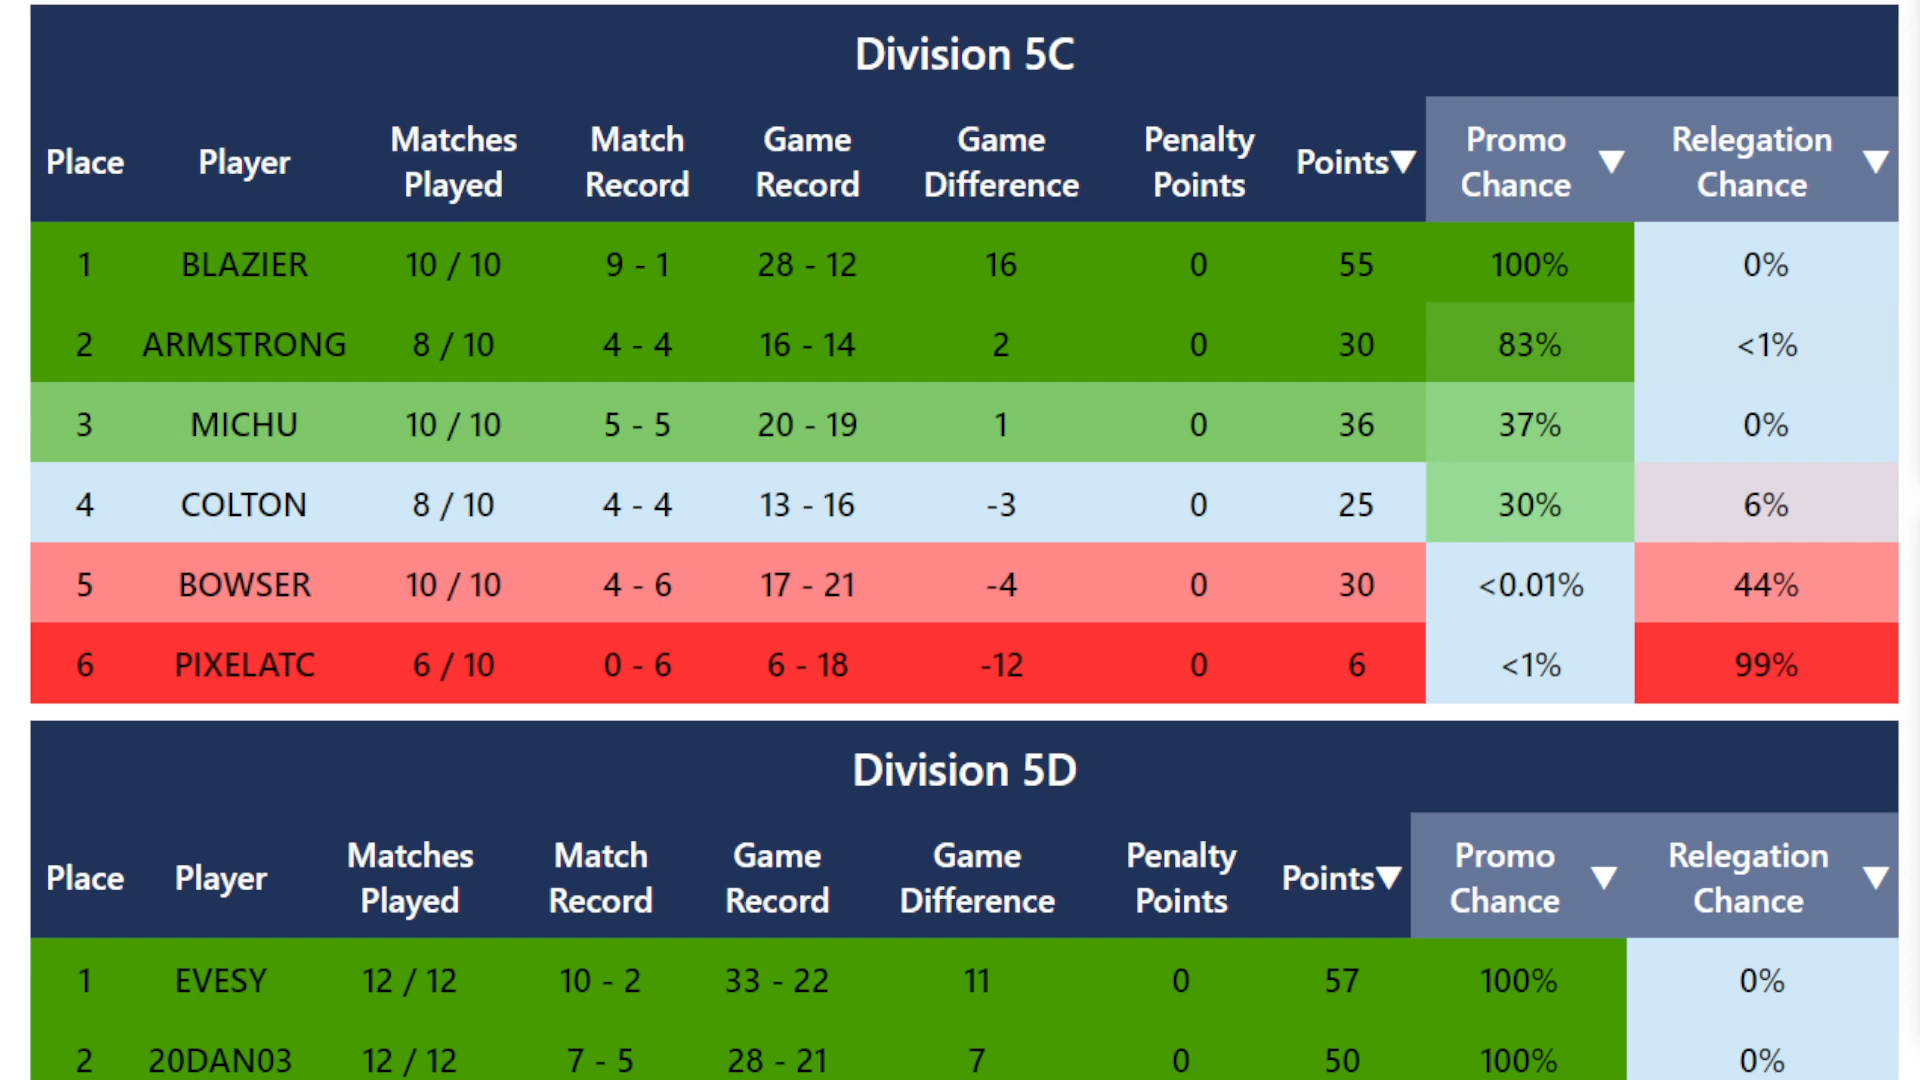 Division 5C
Place Player Matches Played Match Record Game Record Game Difference Penalty Points Points▼ Promo Chance ▼ Relegation Chance ▼
1 BLAZIER 10 / 10 9 - 1 28 - 12 16 0 55 100% 0%
2 ARMSTRONG 8 / 10 4 - 4 16 - 14 2 0 30 83% <1%
3 MICHU 10 / 10 5 - 5 20 - 19 1 0 36 37% 0%
4 COLTON 8 / 10 4 - 4 13 - 16 -3 0 25 30% 6%
5 BOWSER 10 / 10 4 - 6 17 - 21 -4 0 30 <0.01% 44%
6 PIXELATC 6 / 10 0 - 6 6 - 18 -12 0 6 <1% 99%
Division 5D
Place Player Matches Played Match Record Game Record Game Difference Penalty Points Points▼ Promo Chance ▼ Relegation Chance ▼
1 EVESY 12 / 12 10 - 2 33 - 22 11 0 57 100% 0%
2 20DAN03 12 / 12 7 - 5 28 - 21 7 0 50 100% 0%